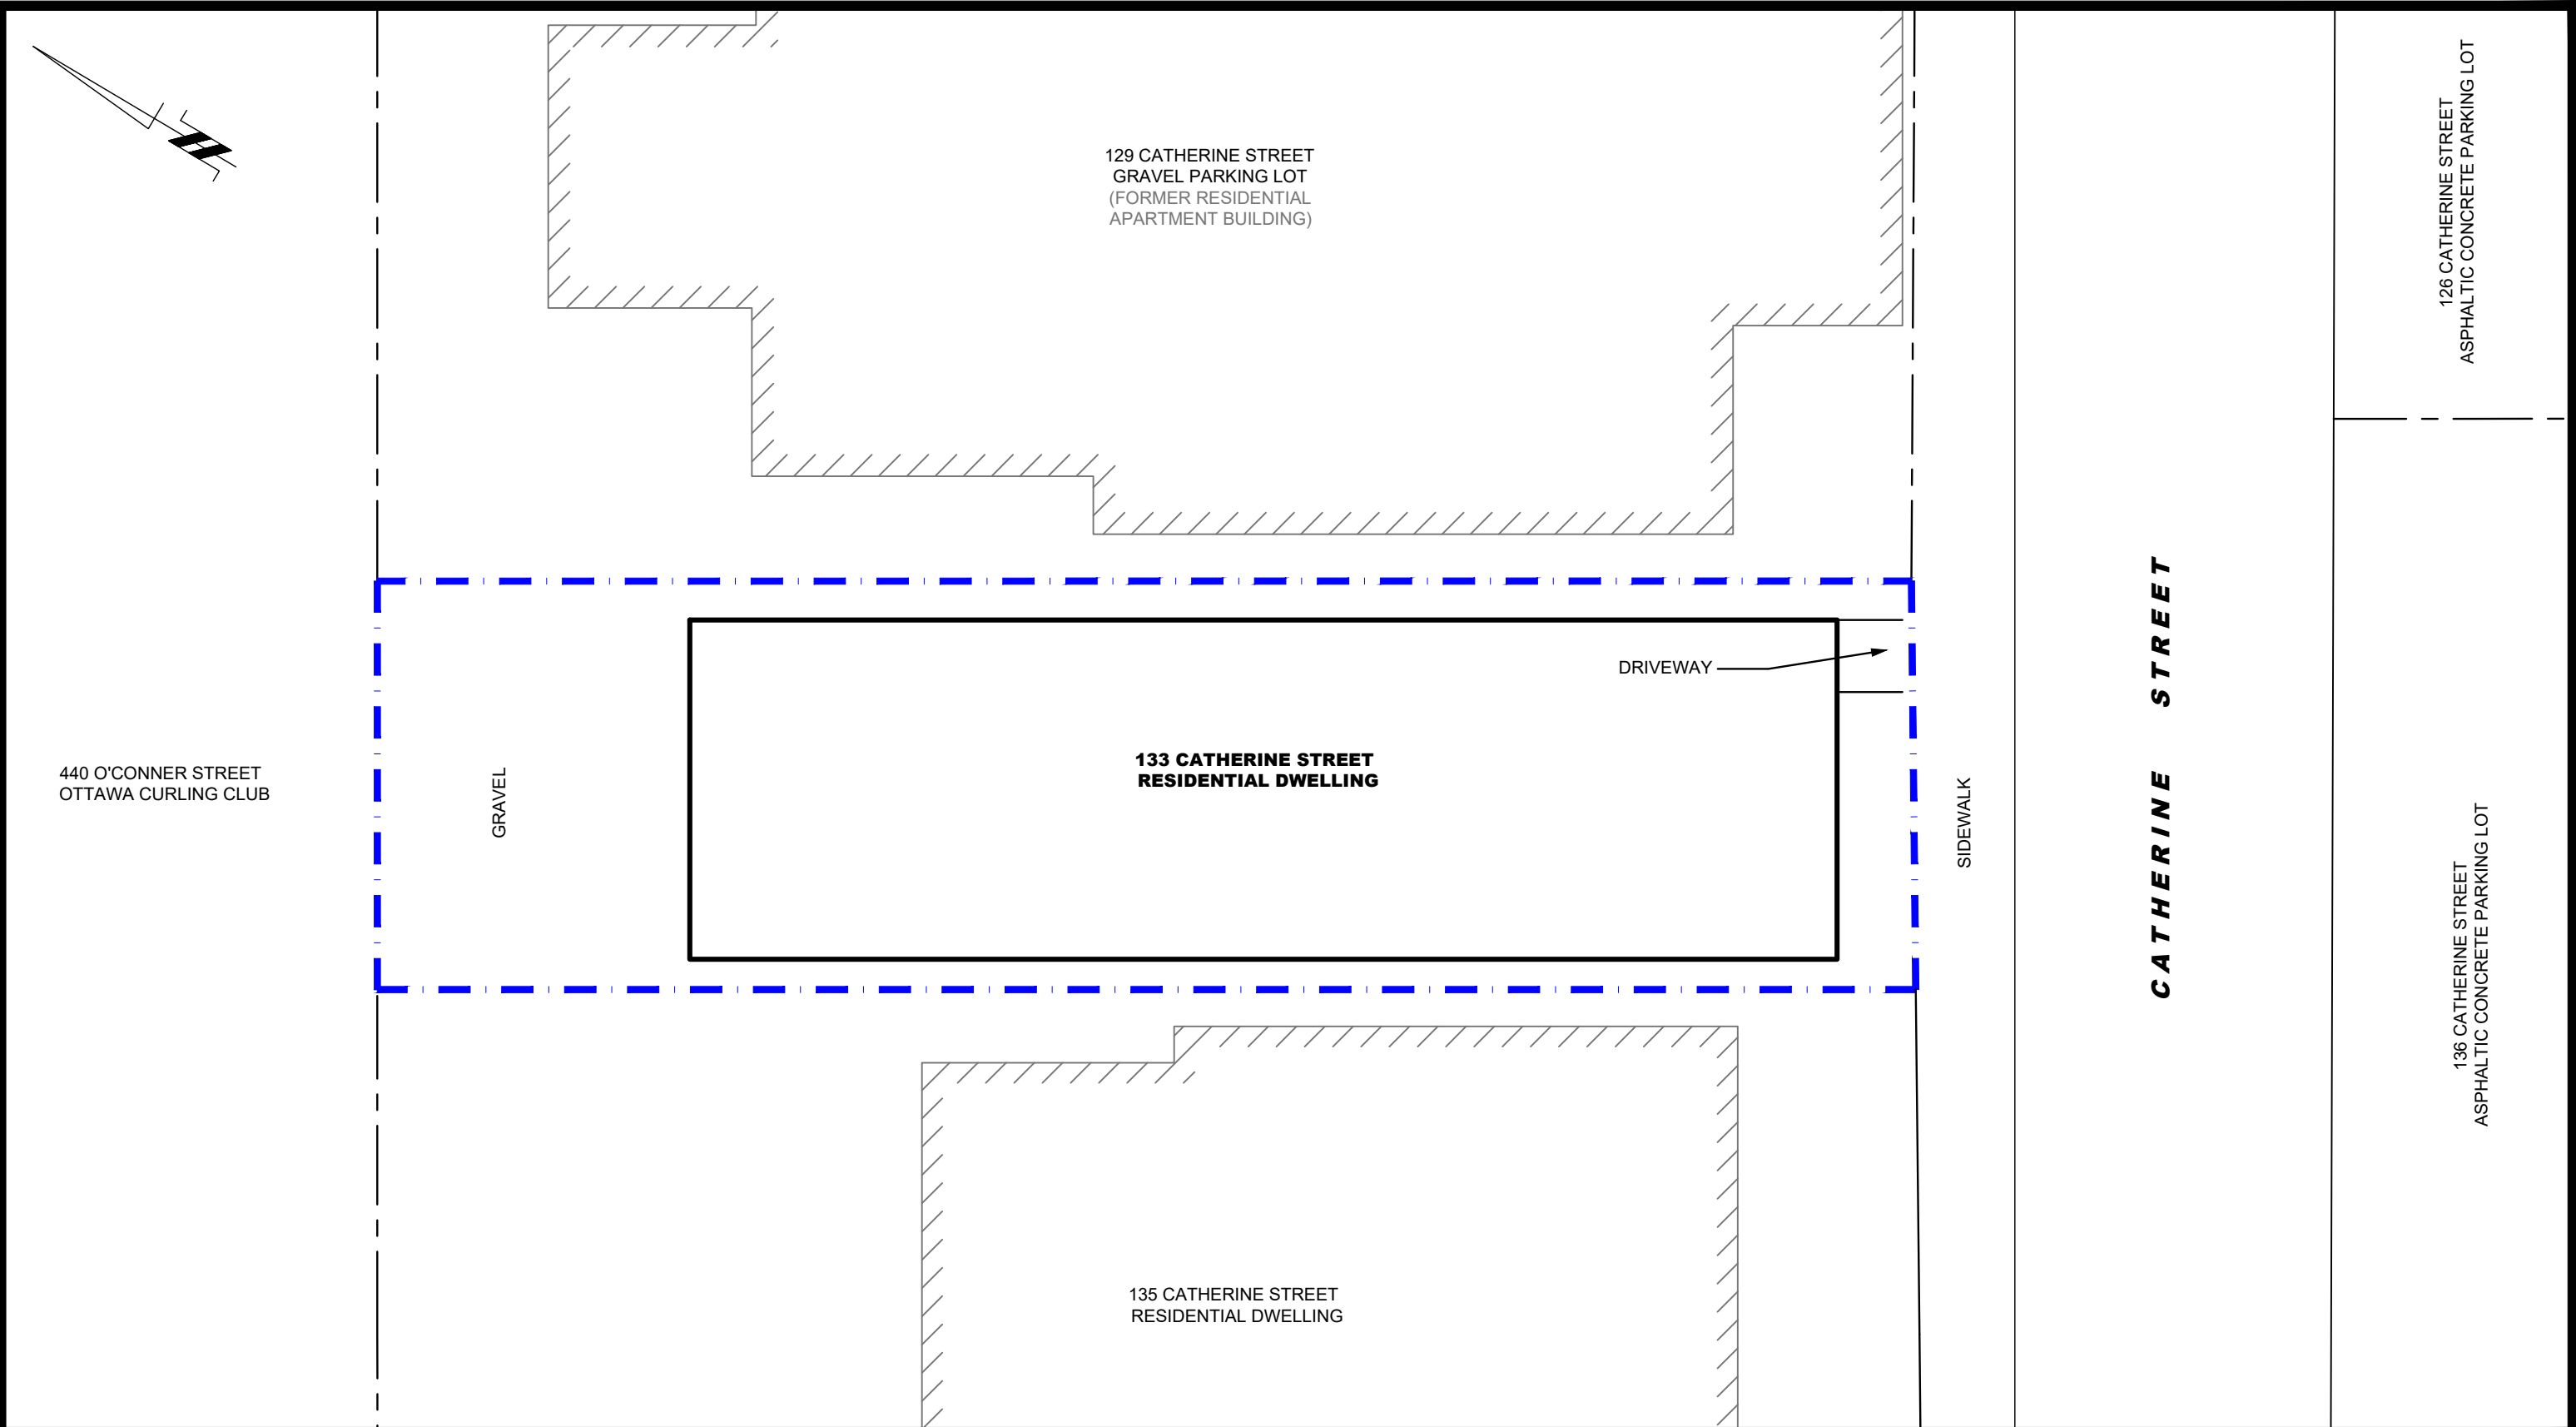 129 CATHERINE STREET
GRAVEL PARKING LOT
(FORMER RESIDENTIAL
APARTMENT BUILDING)
126 CATHERINE STREET
ASPHALTIC CONCRETE PARKING LOT
DRIVEWAY
133 CATHERINE STREET
RESIDENTIAL DWELLING
440 O'CONNER STREET
OTTAWA CURLING CLUB
GRAVEL
SIDEWALK
CATHERINE STREET
136 CATHERINE STREET
ASPHALTIC CONCRETE PARKING LOT
135 CATHERINE STREET
RESIDENTIAL DWELLING